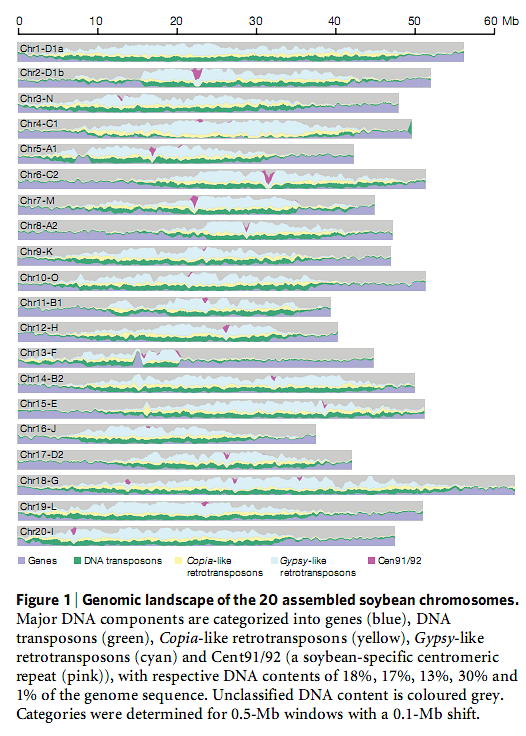 0 10 20 30 40 50 60 Mb
Chr1-D1a
Chr2-D1b
Chr3-N
Chr4-C1
Chr5-A1
Chr6-C2
Chr7-M
Chr8-A2
Chr9-K
Chr10-O
Chr11-B1
Chr12-H
Chr13-F
Chr14-B2
Chr15-E
Chr16-J
Chr17-D2
Chr18-G
Chr19-L
Chr20-I
Genes DNA transposons Copia-like Gypsy-like Cen91/92
retrotransposons retrotransposons
Figure 1 | Genomic landscape of the 20 assembled soybean chromosomes.
Major DNA components are categorized into genes (blue), DNA
transposons (green), Copia-like retrotransposons (yellow), Gypsy-like
retrotransposons (cyan) and Cent91/92 (a soybean-specific centromeric
repeat (pink)), with respective DNA contents of 18%, 17%, 13%, 30% and
1% of the genome sequence. Unclassified DNA content is coloured grey.
Categories were determined for 0.5-Mb windows with a 0.1-Mb shift.